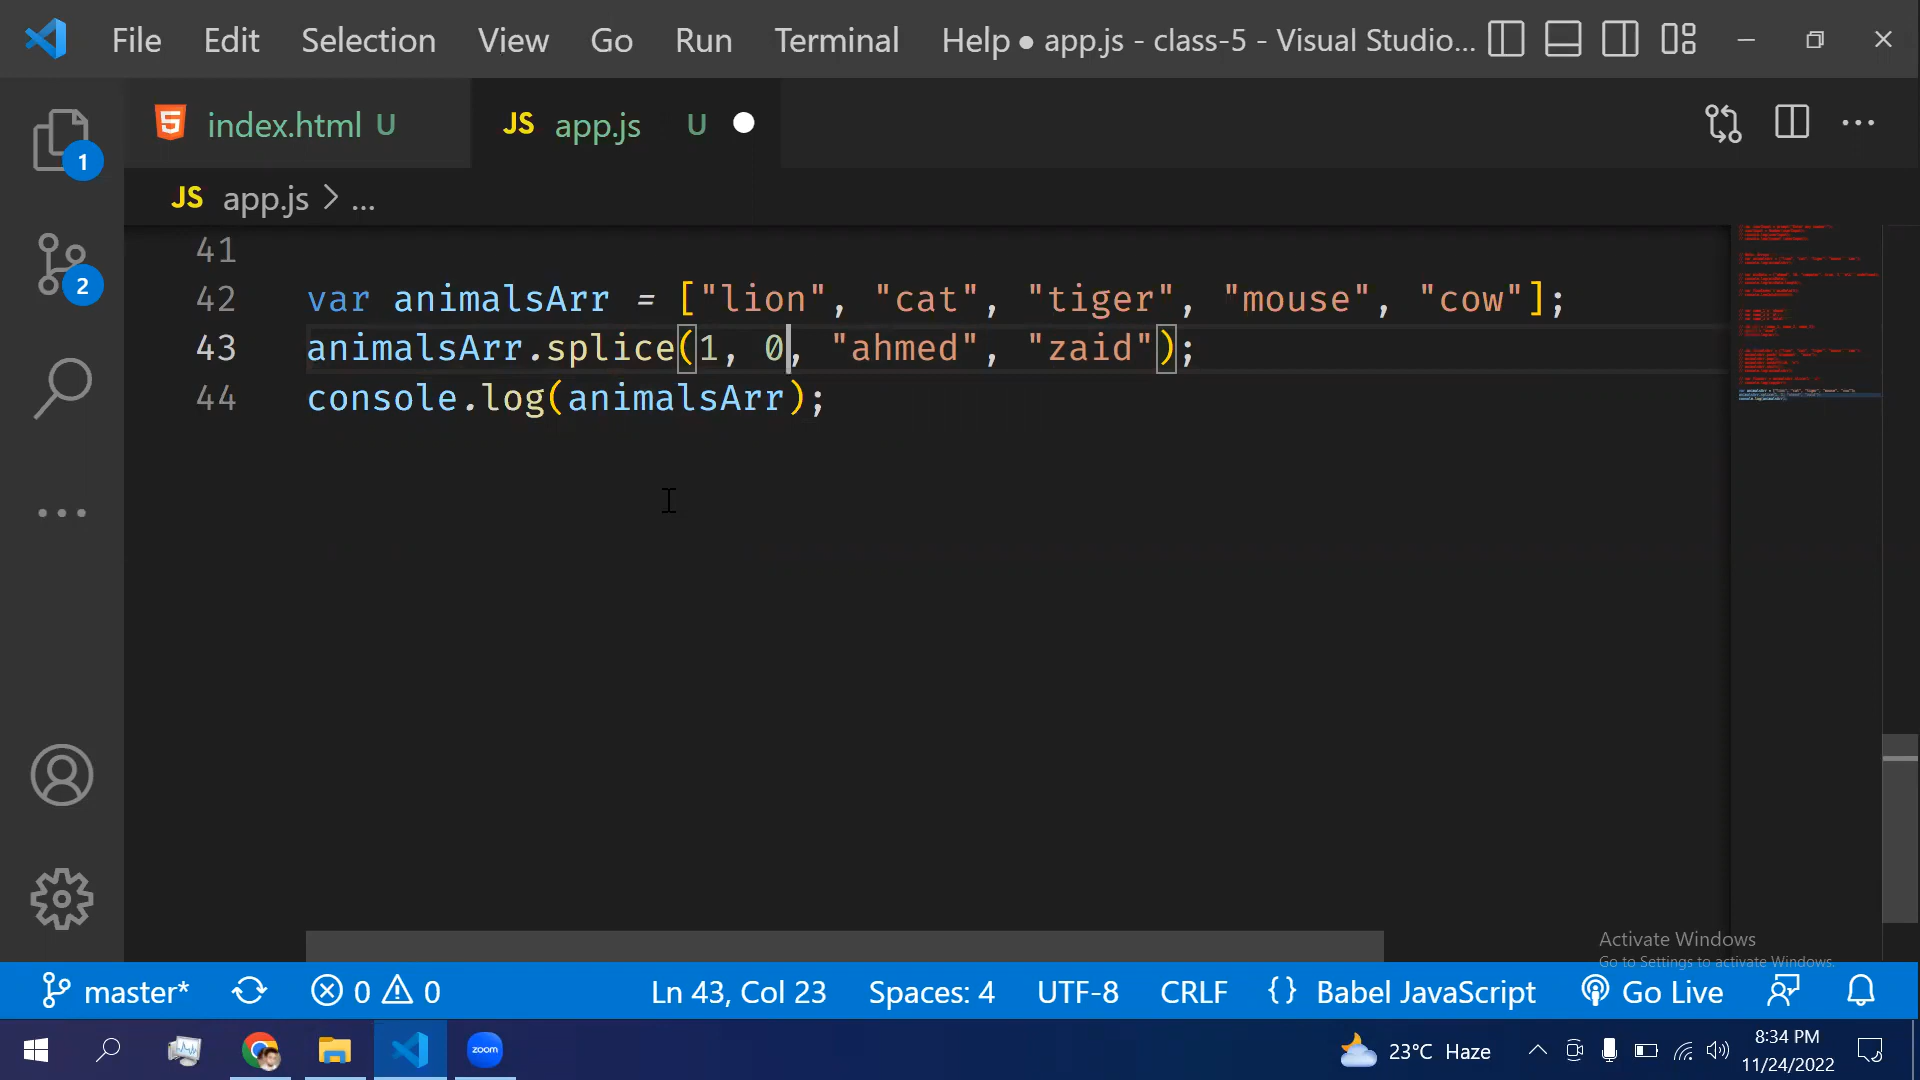 File Edit Selection View Go Run Terminal Help ● app.js - class-5 - Visual Studio...
index.html U JS app.js U
1
JS app.js > ...
2
41
42 var animalsArr = ["lion", "cat", "tiger", "mouse", "cow"];
43 animalsArr.splice(1, 0, "ahmed", "zaid");
44 console.log(animalsArr);
Activate Windows
Go to Settings to activate Windows.
master* 0 0 Ln 43, Col 23 Spaces: 4 UTF-8 CRLF {} Babel JavaScript Go Live
zoom 23°C Haze 8:34 PM
11/24/2022